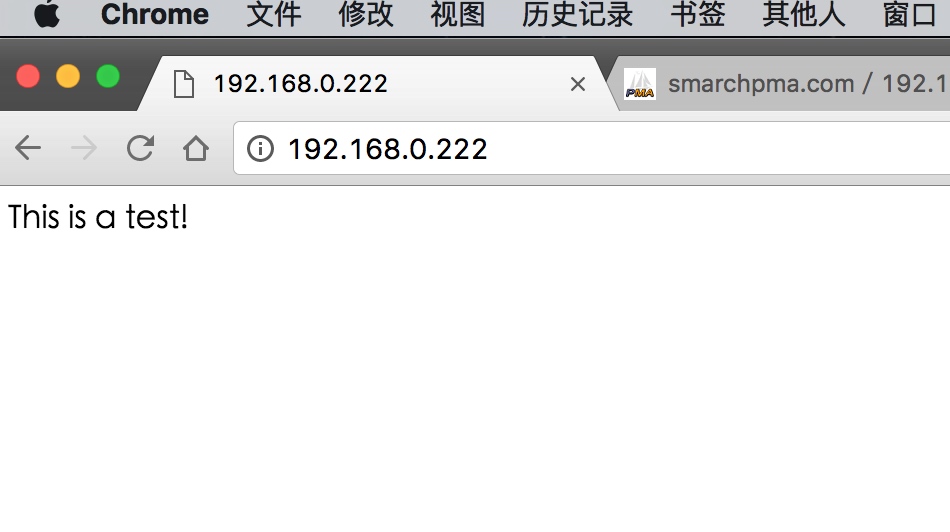 Chrome 文件 修改 视图 历史记录 书签 其他人 窗口
192.168.0.222 PMA smarchpma.com / 192.1
192.168.0.222
This is a test!